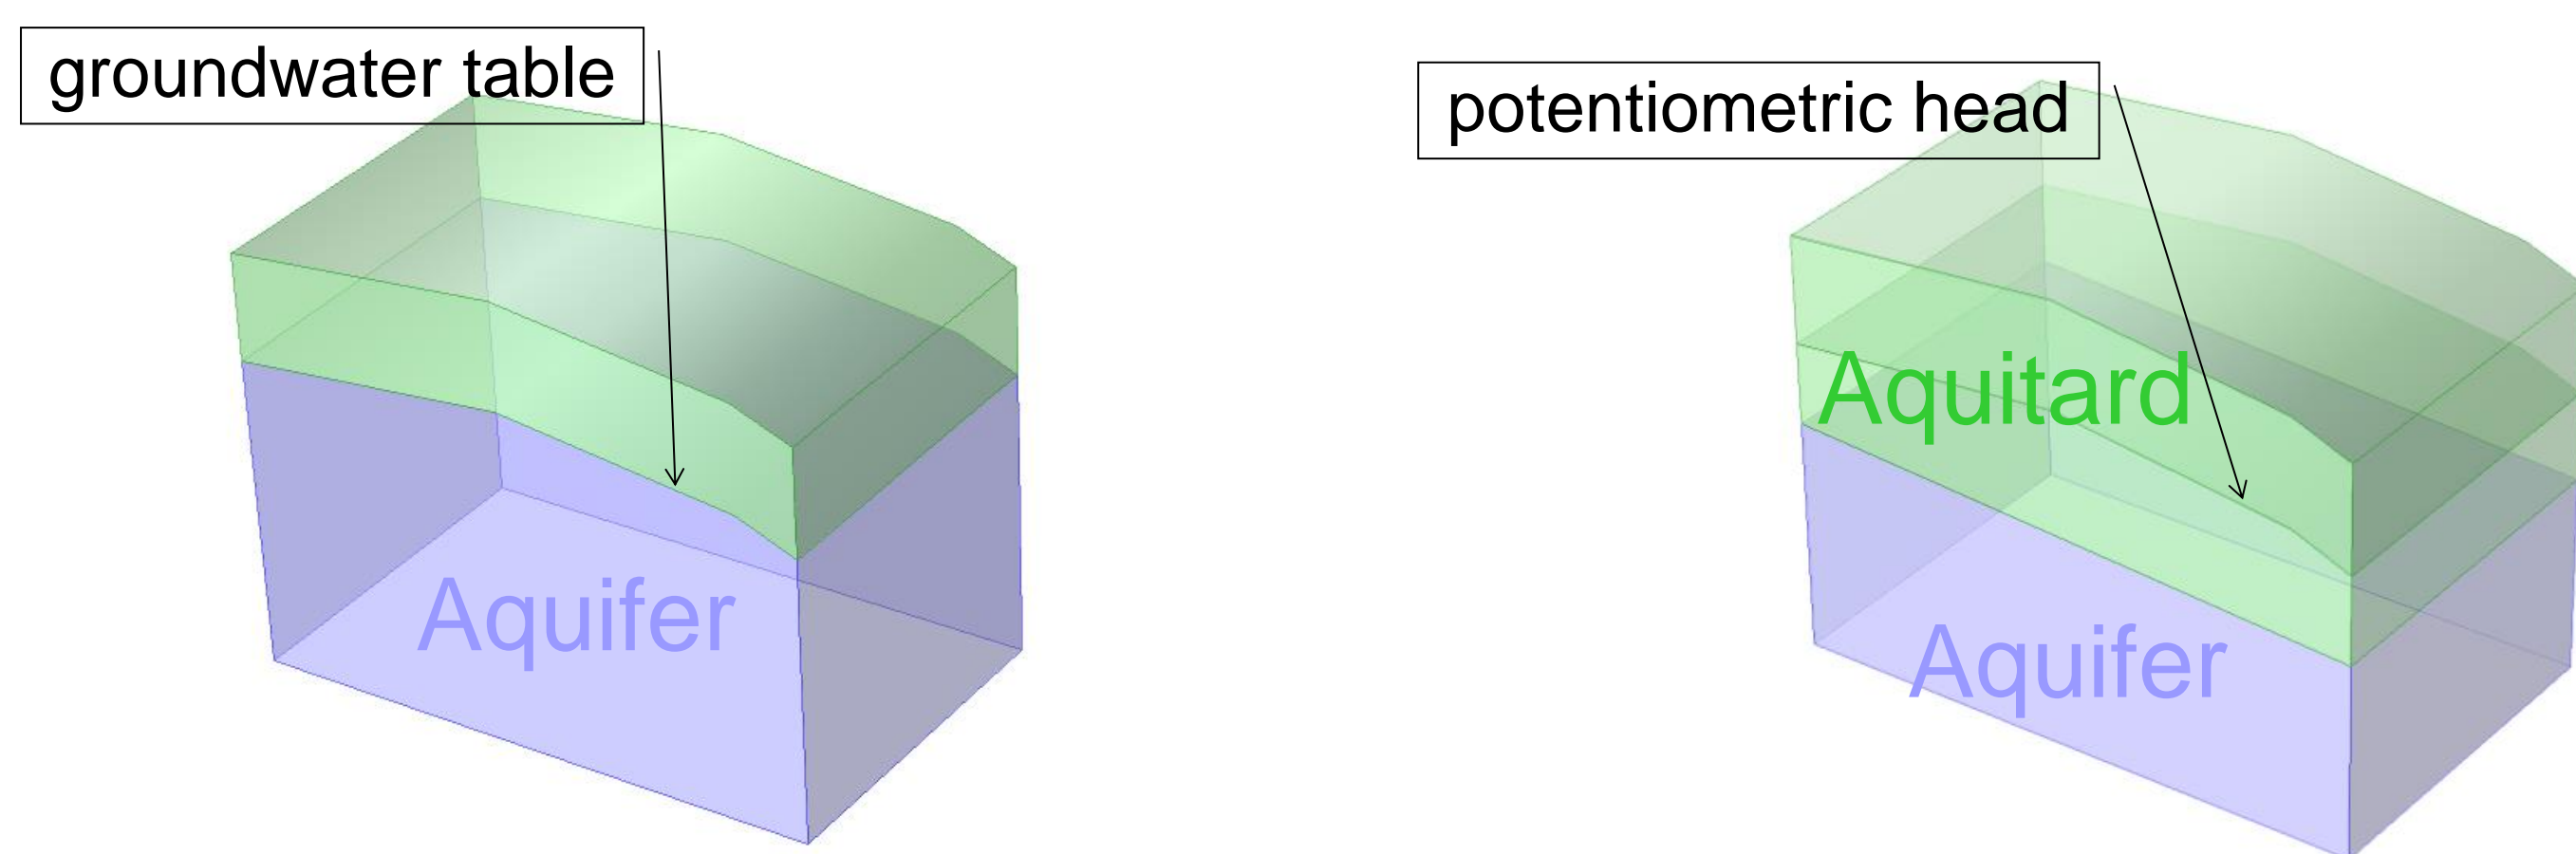 groundwater table
potentiometric head
Aquitard
Aquifer
Aquifer